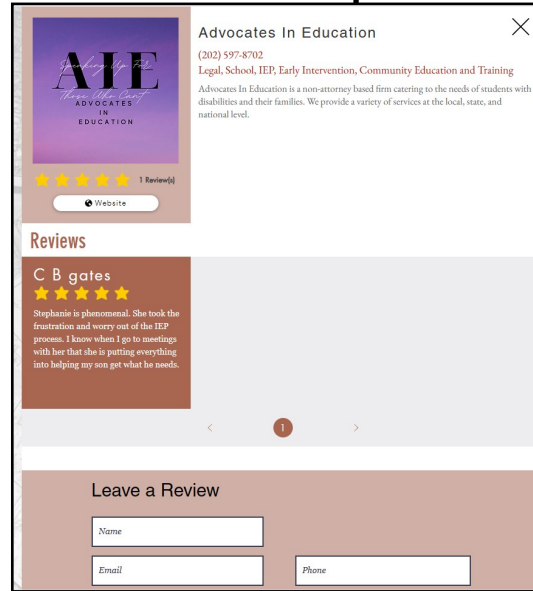 AIE
Speaking Up For
Those Who Can't
ADVOCATES
IN
EDUCATION
1 Review(s)
Website
Advocates In Education
(202) 597-8702
Legal, School, IEP, Early Intervention, Community Education and Training
Advocates In Education is a non-attorney based firm catering to the needs of students with
disabilities and their families. We provide a variety of services at the local, state, and
national level.
Reviews
C B gates
Stephanie is phenomenal. She took the
frustration and worry out of the IEP
process. I know when I go to meetings
with her that she is putting everything
into helping my son get what he needs.
1
Leave a Review
Name
Email
Phone